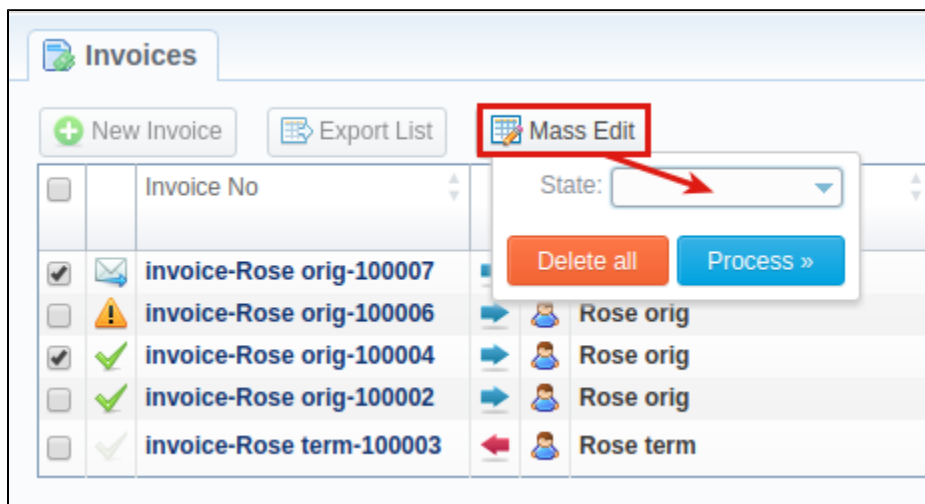 Invoices
New Invoice Export List Mass Edit
Invoice No State:
Delete all Process »
invoice-Rose orig-100007
invoice-Rose orig-100006 Rose orig
invoice-Rose orig-100004 Rose orig
invoice-Rose orig-100002 Rose orig
invoice-Rose term-100003 Rose term